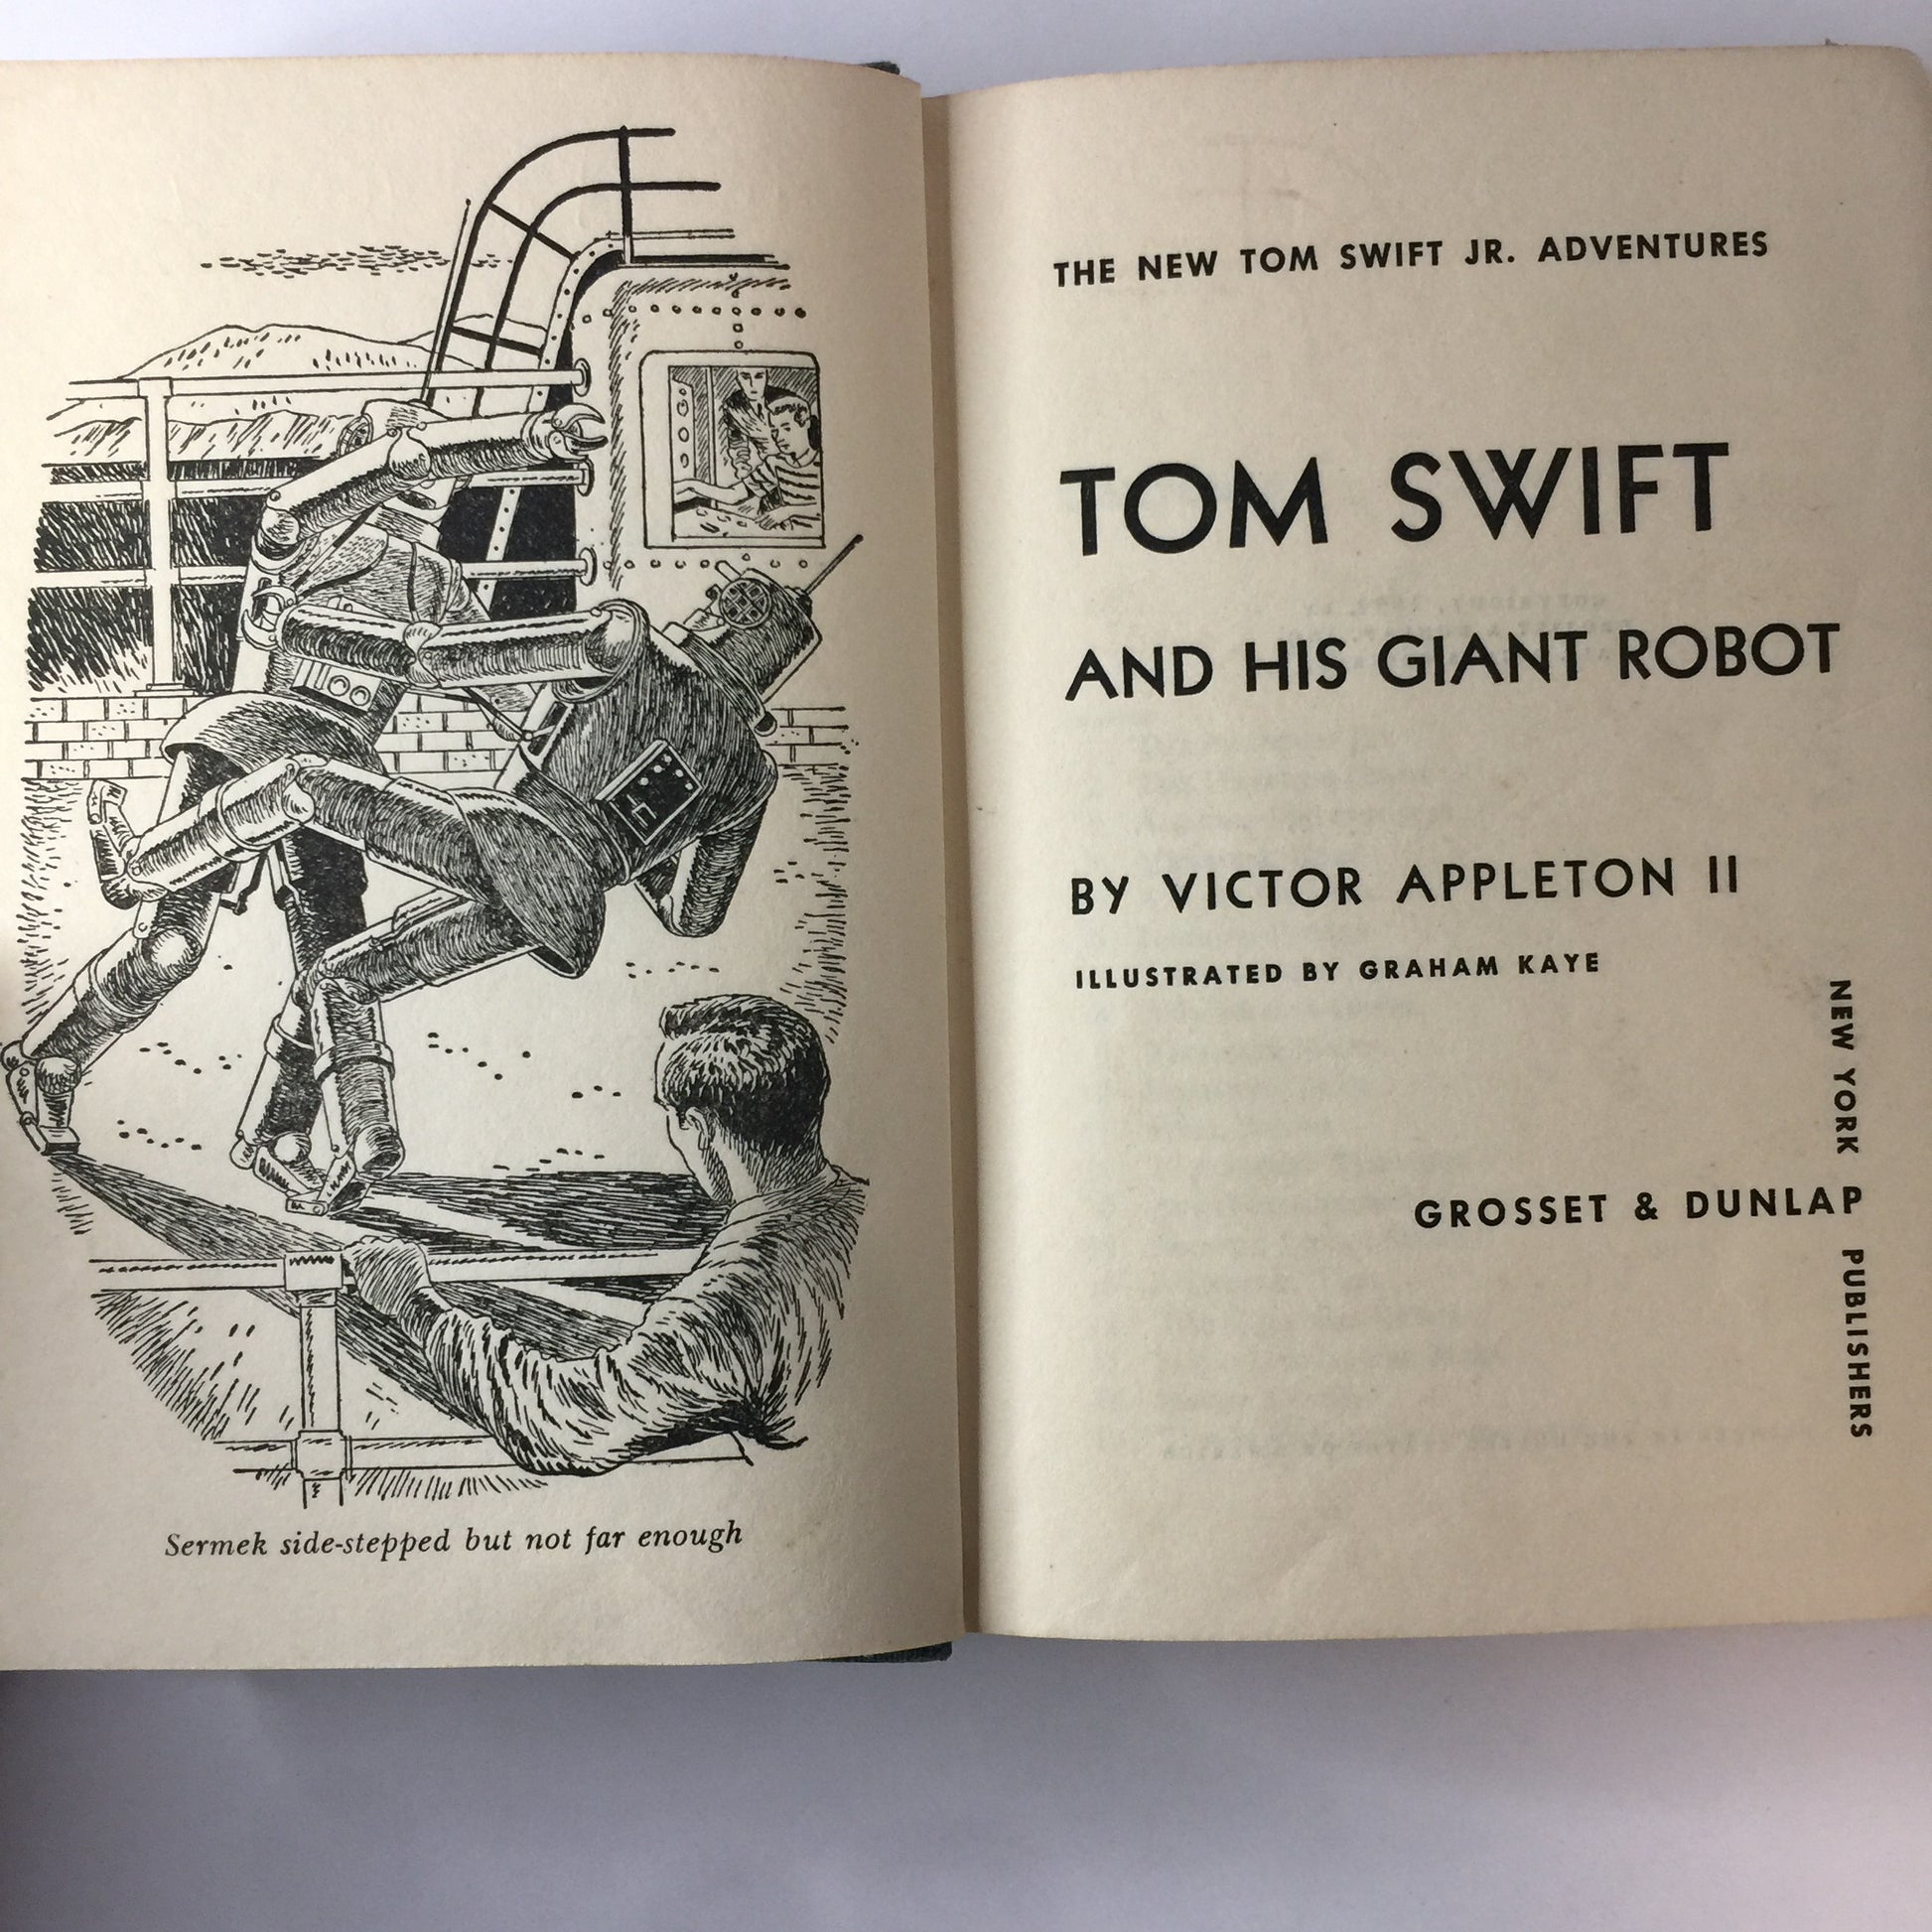 Sermek side-stepped but not far enough
THE NEW TOM SWIFT JR. ADVENTURES
TOM SWIFT
AND HIS GIANT ROBOT
BY VICTOR APPLETON II
ILLUSTRATED BY GRAHAM KAYE
NEW YORK
GROSSET & DUNLAP
PUBLISHERS